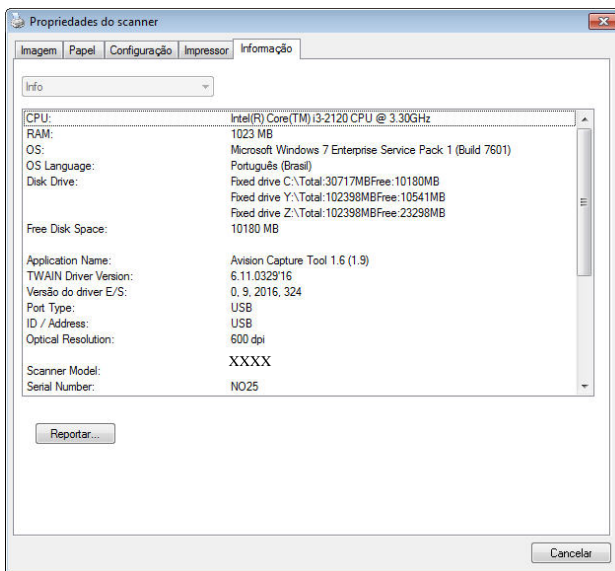 Propriedades do scanner
Imagem Papel Configuração Impressor Informação
Info
CPU: Intel(R) Core(TM) i3-2120 CPU @ 3.30GHz
RAM: 1023 MB
OS: Microsoft Windows 7 Enterprise Service Pack 1 (Build 7601)
OS Language: Português (Brasil)
Disk Drive: Fixed drive C:\Total:30717MBFree:10180MB
Fixed drive Y:\Total:102398MBFree:10541MB
Fixed drive Z:\Total:102398MBFree:23298MB
Free Disk Space: 10180 MB
Application Name: Avision Capture Tool 1.6 (1.9)
TWAIN Driver Version: 6.11.0329'16
Versão do driver E/S: 0, 9, 2016, 324
Port Type: USB
ID / Address: USB
Optical Resolution: 600 dpi
Scanner Model: XXXX
Serial Number: NO25
Reportar...
Cancelar